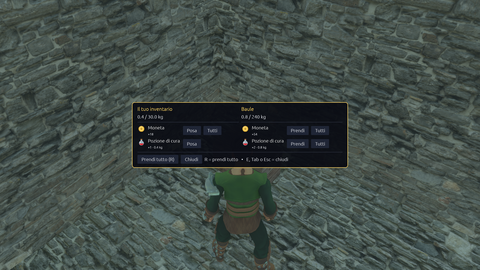 Il tuo inventario
0.4 / 30.0 kg
Moneta
Posa Tutti
Pozione di cura
Posa
Baule
0.8 / 240 kg
Moneta
Prendi Tutti
Pozione di cura
Prendi Tutti
Prendi tutto (R) Chiudi R = prendi tutto • E, Tab o Esc = chiudi